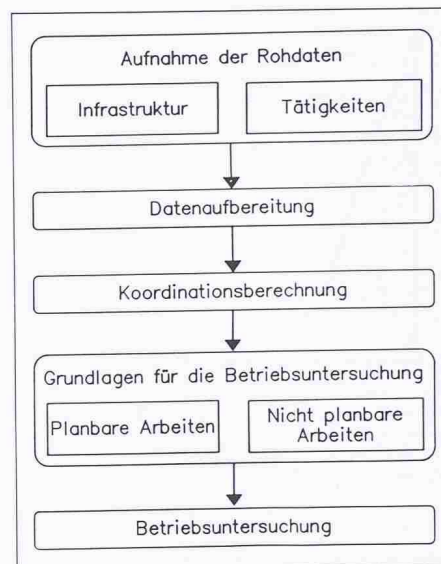 Aufnahme der Rohdaten
Infrastruktur
Tätigkeiten
Datenaufbereitung
Koordinationsberechnung
Grundlagen für die Betriebsuntersuchung
Planbare Arbeiten
Nicht planbare
Arbeiten
Betriebsuntersuchung